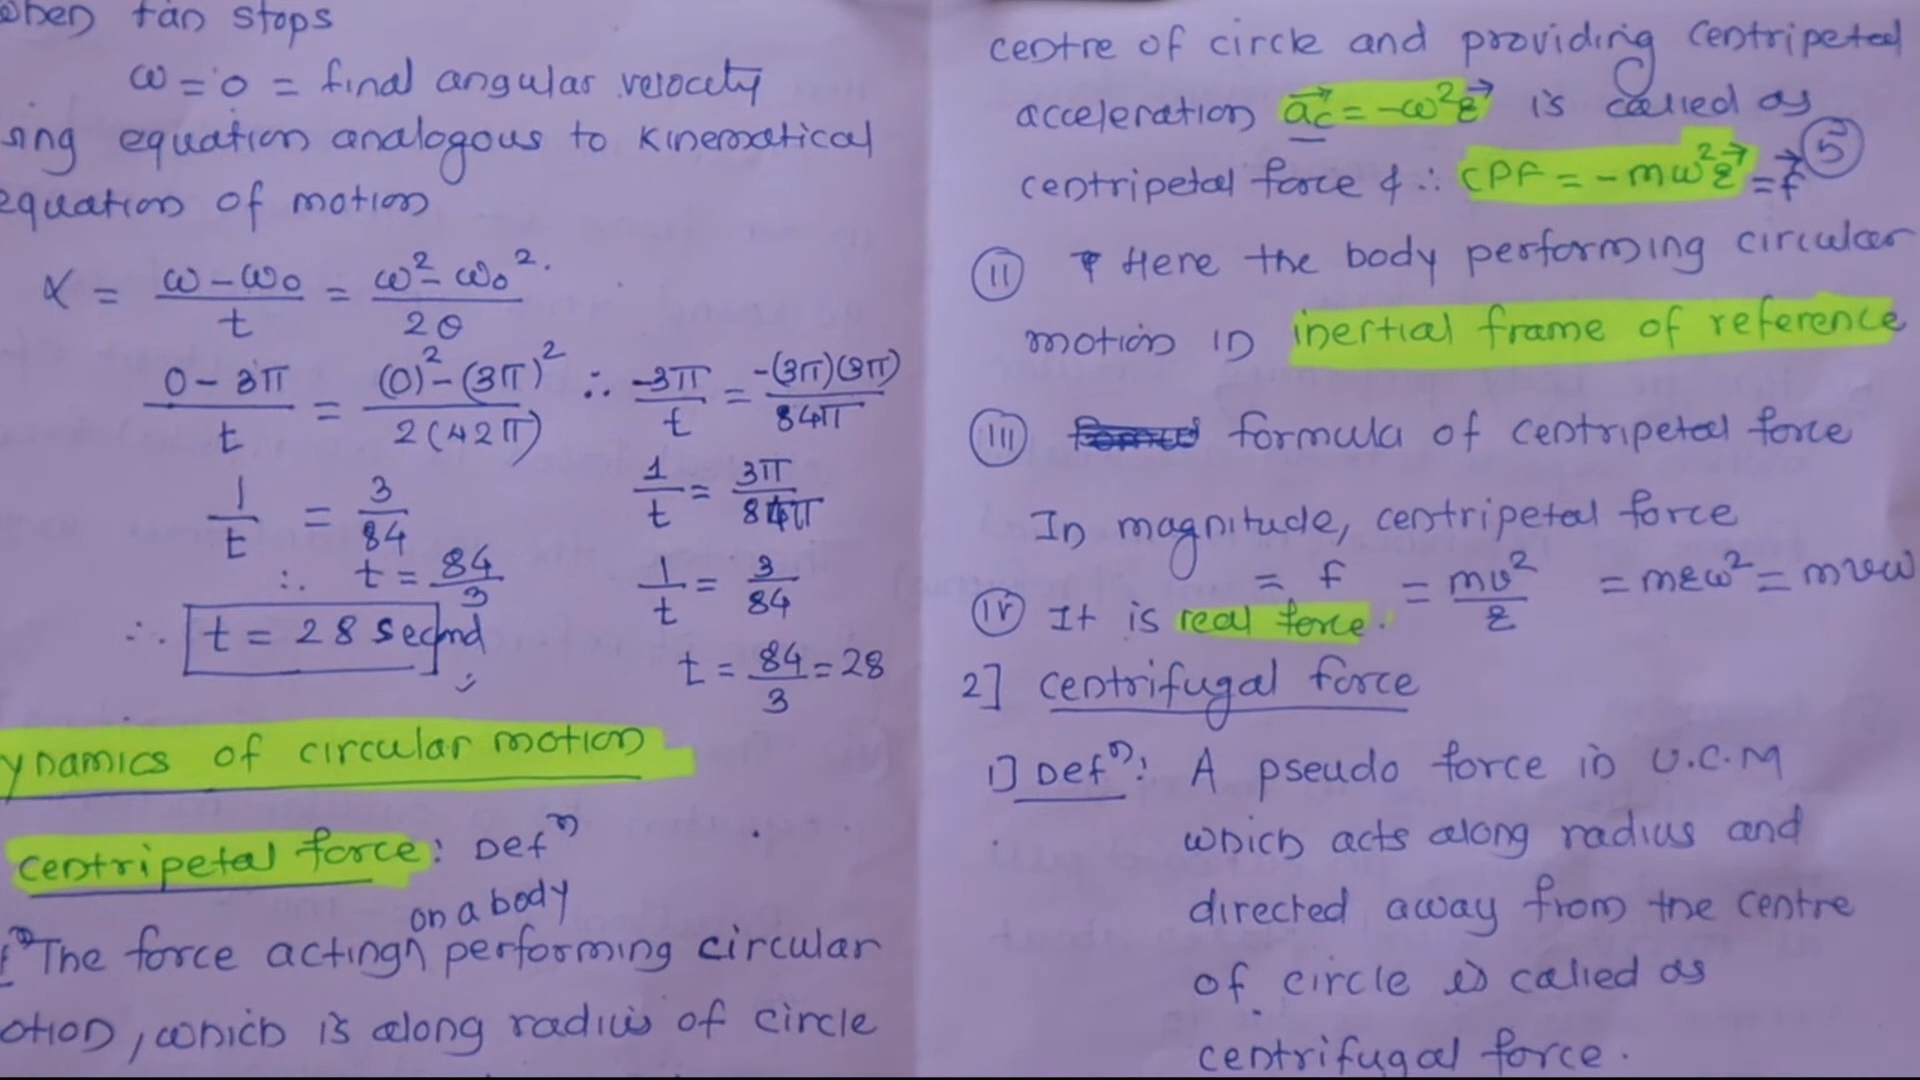 when fan stops
ω = 0 = final angular velocity
sing equation analogous to kinematical
equation of motion
α = (ω - ω₀)/t = (ω² - ω₀²)/2θ
(0 - 3π)/t = ((0)² - (3π)²)/2(42π) ∴ -3π/t = -(3π)(3π)/84π
1/t = 3/84
1/t = 3π/84π
∴ t = 84/3
1/t = 3/84
∴ t = 28 second
t = 84/3 = 28
ynamics of circular motion
centripetal force: Defⁿ
on a body
The force acting performing circular
otion, which is along radius of circle
centre of circle and providing centripetal
acceleration a⃗c = -ω²r⃗ is called as
centripetal force & ∴ CPF = -mω²r⃗ = f⃗
5
(ii) Here the body performing circular
motion in inertial frame of reference
(iii) formula of centripetal force
In magnitude, centripetal force
= F = mv²/r = mrω² = mvω
(iv) It is real force.
2] centrifugal force
1] Defⁿ: A pseudo force in U.C.M
which acts along radius and
directed away from the centre
of circle is called as
centrifugal force.